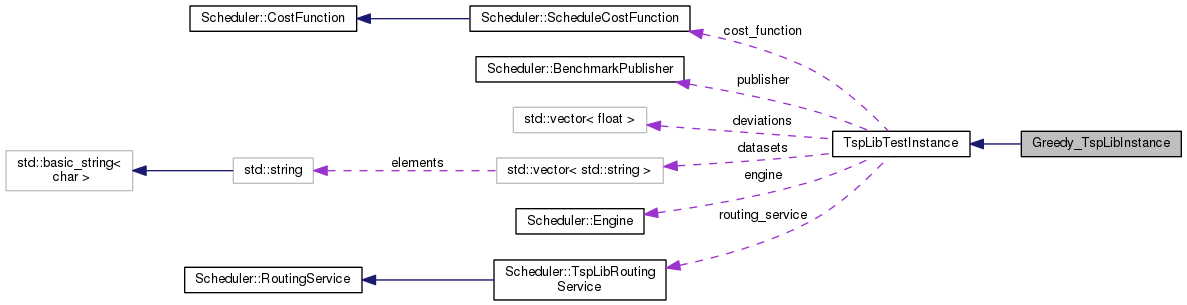 Scheduler::CostFunction
Scheduler::ScheduleCostFunction
cost_function
Scheduler::BenchmarkPublisher
publisher
std::vector< float >
deviations
TspLibTestInstance
Greedy_TspLibInstance
datasets
std::basic_string<
char >
std::string
elements
std::vector< std::string >
engine
Scheduler::Engine
routing_service
Scheduler::RoutingService
Scheduler::TspLibRouting
Service